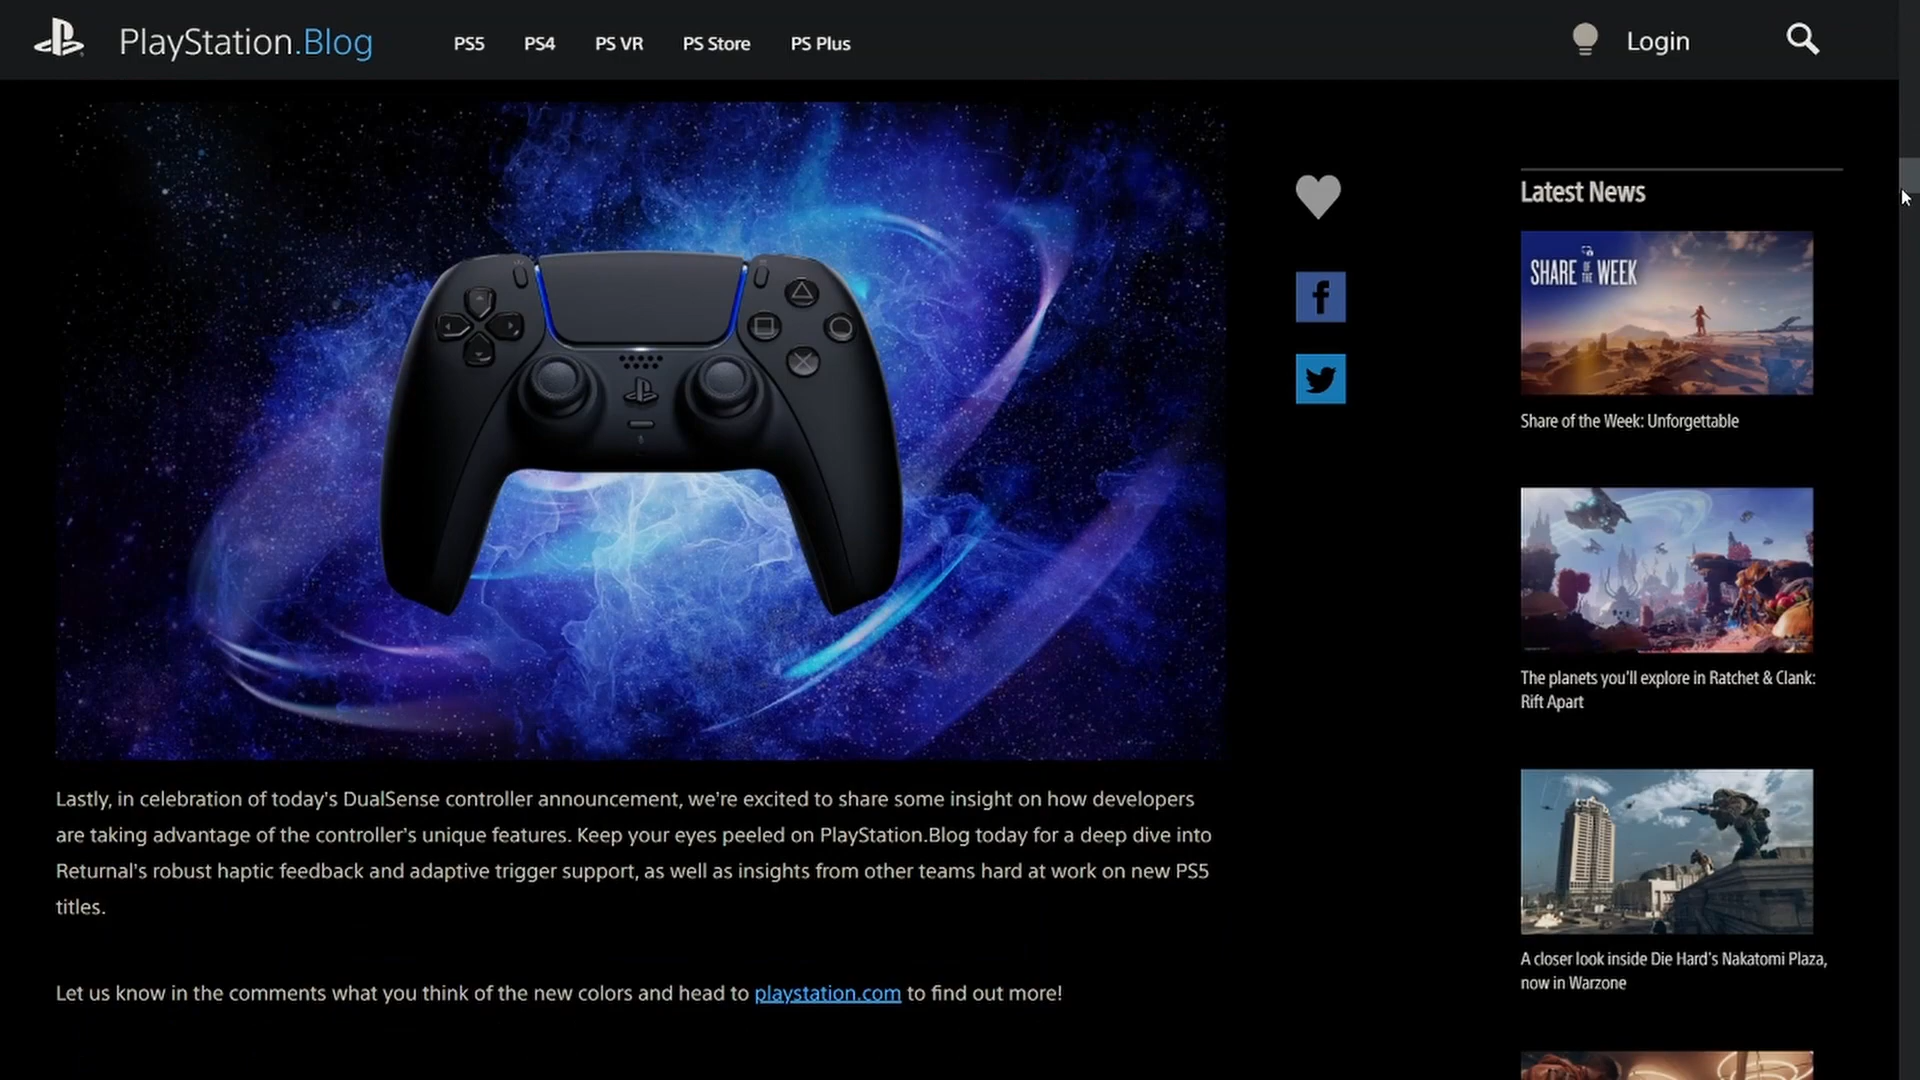 PlayStation.Blog
PS5
PS4
PS VR
PS Store
PS Plus
Login
Latest News
SHARE OF THE WEEK
Share of the Week: Unforgettable
The planets you'll explore in Ratchet & Clank:
Rift Apart
A closer look inside Die Hard's Nakatomi Plaza,
now in Warzone
Lastly, in celebration of today's DualSense controller announcement, we're excited to share some insight on how developers
are taking advantage of the controller's unique features. Keep your eyes peeled on PlayStation.Blog today for a deep dive into
Returnal's robust haptic feedback and adaptive trigger support, as well as insights from other teams hard at work on new PS5
titles.
Let us know in the comments what you think of the new colors and head to playstation.com to find out more!